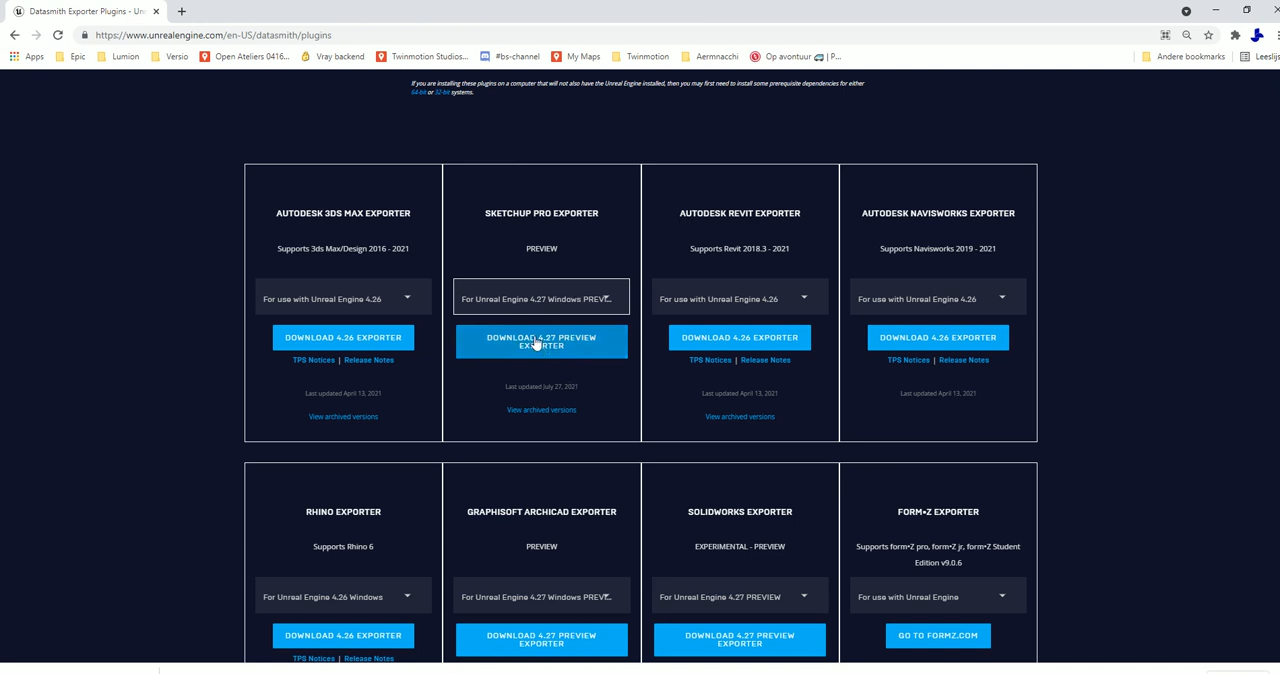 Datasmith Exporter Plugins - Un
https://www.unrealengine.com/en-US/datasmith/plugins
Apps
Epic
Lumion
Versio
Open Ateliers 0416...
Vray backend
Twinmotion Studios...
#bs-channel
My Maps
Twinmotion
Aermnacchi
Op avontuur 🚐 | P...
Andere bookmarks
Leeslijs
If you are installing these plugins on a computer that will not also have the Unreal Engine installed, then you may first need to install some prerequisite dependencies for either
64-bit or 32-bit systems.
AUTODESK 3DS MAX EXPORTER
Supports 3ds Max/Design 2016 - 2021
For use with Unreal Engine 4.26
DOWNLOAD 4.26 EXPORTER
TPS Notices | Release Notes
Last updated April 13, 2021
View archived versions
SKETCHUP PRO EXPORTER
PREVIEW
For Unreal Engine 4.27 Windows PREV...
DOWNLOAD 4.27 PREVIEW
EXPORTER
Last updated July 27, 2021
View archived versions
AUTODESK REVIT EXPORTER
Supports Revit 2018.3 - 2021
For use with Unreal Engine 4.26
DOWNLOAD 4.26 EXPORTER
TPS Notices | Release Notes
Last updated April 13, 2021
View archived versions
AUTODESK NAVISWORKS EXPORTER
Supports Navisworks 2019 - 2021
For use with Unreal Engine 4.26
DOWNLOAD 4.26 EXPORTER
TPS Notices | Release Notes
Last updated April 13, 2021
RHINO EXPORTER
Supports Rhino 6
For Unreal Engine 4.26 Windows
DOWNLOAD 4.26 EXPORTER
TPS Notices | Release Notes
GRAPHISOFT ARCHICAD EXPORTER
PREVIEW
For Unreal Engine 4.27 Windows PREV...
DOWNLOAD 4.27 PREVIEW
EXPORTER
SOLIDWORKS EXPORTER
EXPERIMENTAL - PREVIEW
For Unreal Engine 4.27 PREVIEW
DOWNLOAD 4.27 PREVIEW
EXPORTER
FORM•Z EXPORTER
Supports form•Z pro, form•Z jr, form•Z Student
Edition v9.0.6
For use with Unreal Engine
GO TO FORMZ.COM